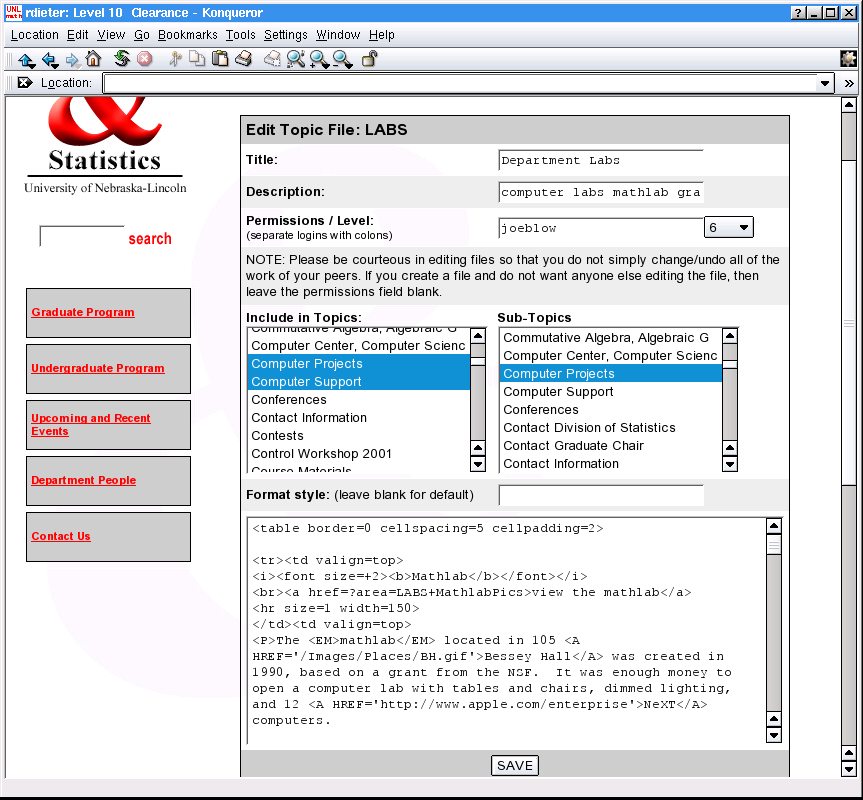 UNL
math
rdieter: Level 10 Clearance - Konqueror
Location Edit View Go Bookmarks Tools Settings Window Help
Location:
&
Statistics
University of Nebraska-Lincoln
search
Graduate Program
Undergraduate Program
Upcoming and Recent
Events
Department People
Contact Us
Edit Topic File: LABS
Title: Department Labs
Description: computer labs mathlab gra
Permissions / Level: joeblow 6
(separate logins with colons)
NOTE: Please be courteous in editing files so that you do not simply change/undo all of the
work of your peers. If you create a file and do not want anyone else editing the file, then
leave the permissions field blank.
Include in Topics:
Commutative Algebra, Algebraic G
Computer Center, Computer Scienc
Computer Projects
Computer Support
Conferences
Contact Information
Contests
Control Workshop 2001
Course Materials
Sub-Topics
Commutative Algebra, Algebraic G
Computer Center, Computer Scienc
Computer Projects
Computer Support
Conferences
Contact Division of Statistics
Contact Graduate Chair
Contact Information
Format style: (leave blank for default)
<table border=0 cellspacing=5 cellpadding=2>
<tr><td valign=top>
<i><font size=+2><b>Mathlab</b></font></i>
<br><a href=?area=LABS+MathlabPics>view the mathlab</a>
<hr size=1 width=150>
</td><td valign=top>
<P>The <EM>mathlab</EM> located in 105 <A
HREF='/Images/Places/BH.gif'>Bessey Hall</A> was created in
1990, based on a grant from the NSF.  It was enough money to
open a computer lab with tables and chairs, dimmed lighting,
and 12 <A HREF='http://www.apple.com/enterprise'>NeXT</A>
computers.
SAVE